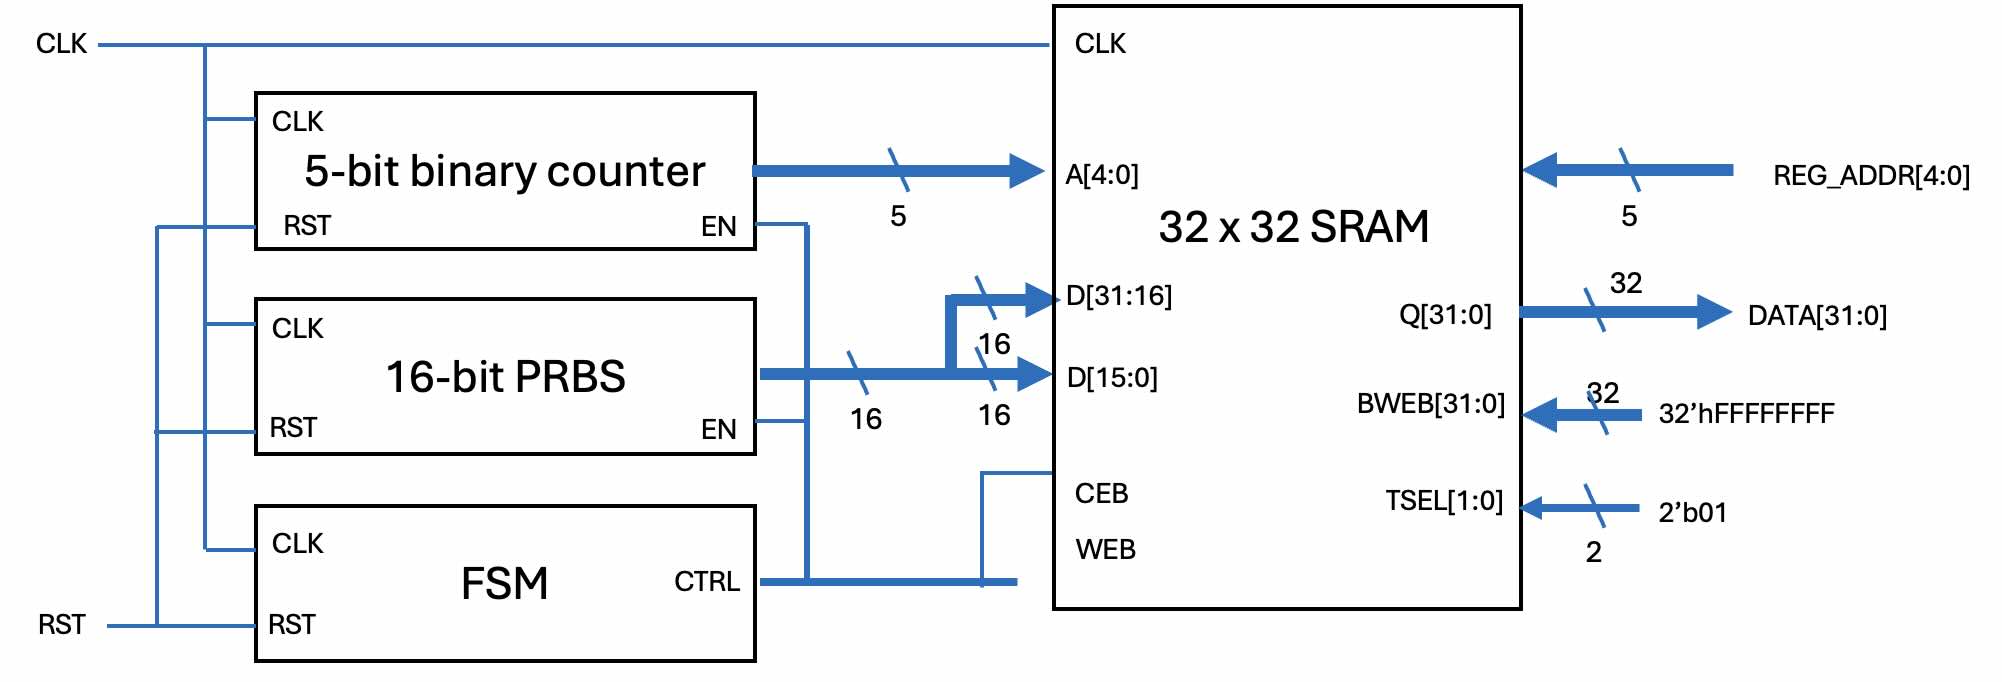 CLK
CLK
5-bit binary counter
RST
EN
CLK
16-bit PRBS
RST
EN
CLK
FSM
CTRL
RST
RST
5
16
16
16
CLK
A[4:0]
32 x 32 SRAM
D[31:16]
D[15:0]
Q[31:0]
BWEB[31:0]
CEB
TSEL[1:0]
WEB
5
REG_ADDR[4:0]
32
DATA[31:0]
32
32'hFFFFFFFF
2'b01
2